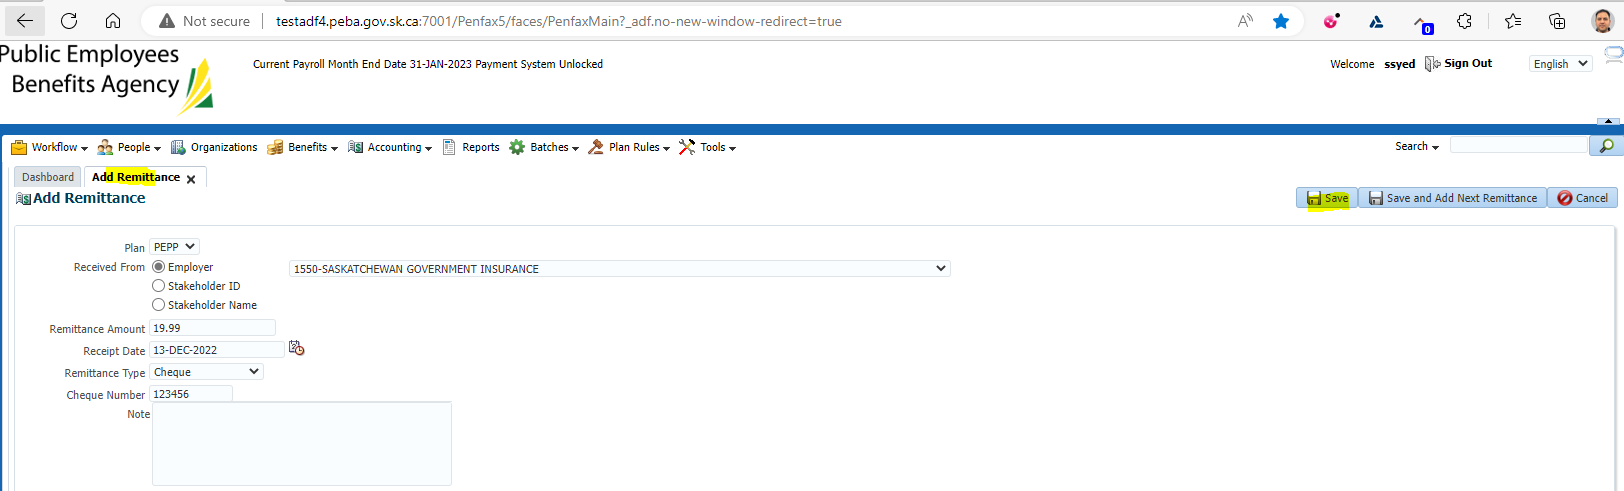 Not secure | testadf4.peba.gov.sk.ca:7001/Penfax5/faces/PenfaxMain?_adf.no-new-window-redirect=true
0
Public Employees
Benefits Agency
Current Payroll Month End Date 31-JAN-2023 Payment System Unlocked
Welcome ssyed Sign Out English
Workflow People Organizations Benefits Accounting Reports Batches Plan Rules Tools Search
Dashboard Add Remittance
Add Remittance Save Save and Add Next Remittance Cancel
Plan PEPP
Received From Employer 1550-SASKATCHEWAN GOVERNMENT INSURANCE
Stakeholder ID
Stakeholder Name
Remittance Amount 19.99
Receipt Date 13-DEC-2022
Remittance Type Cheque
Cheque Number 123456
Note